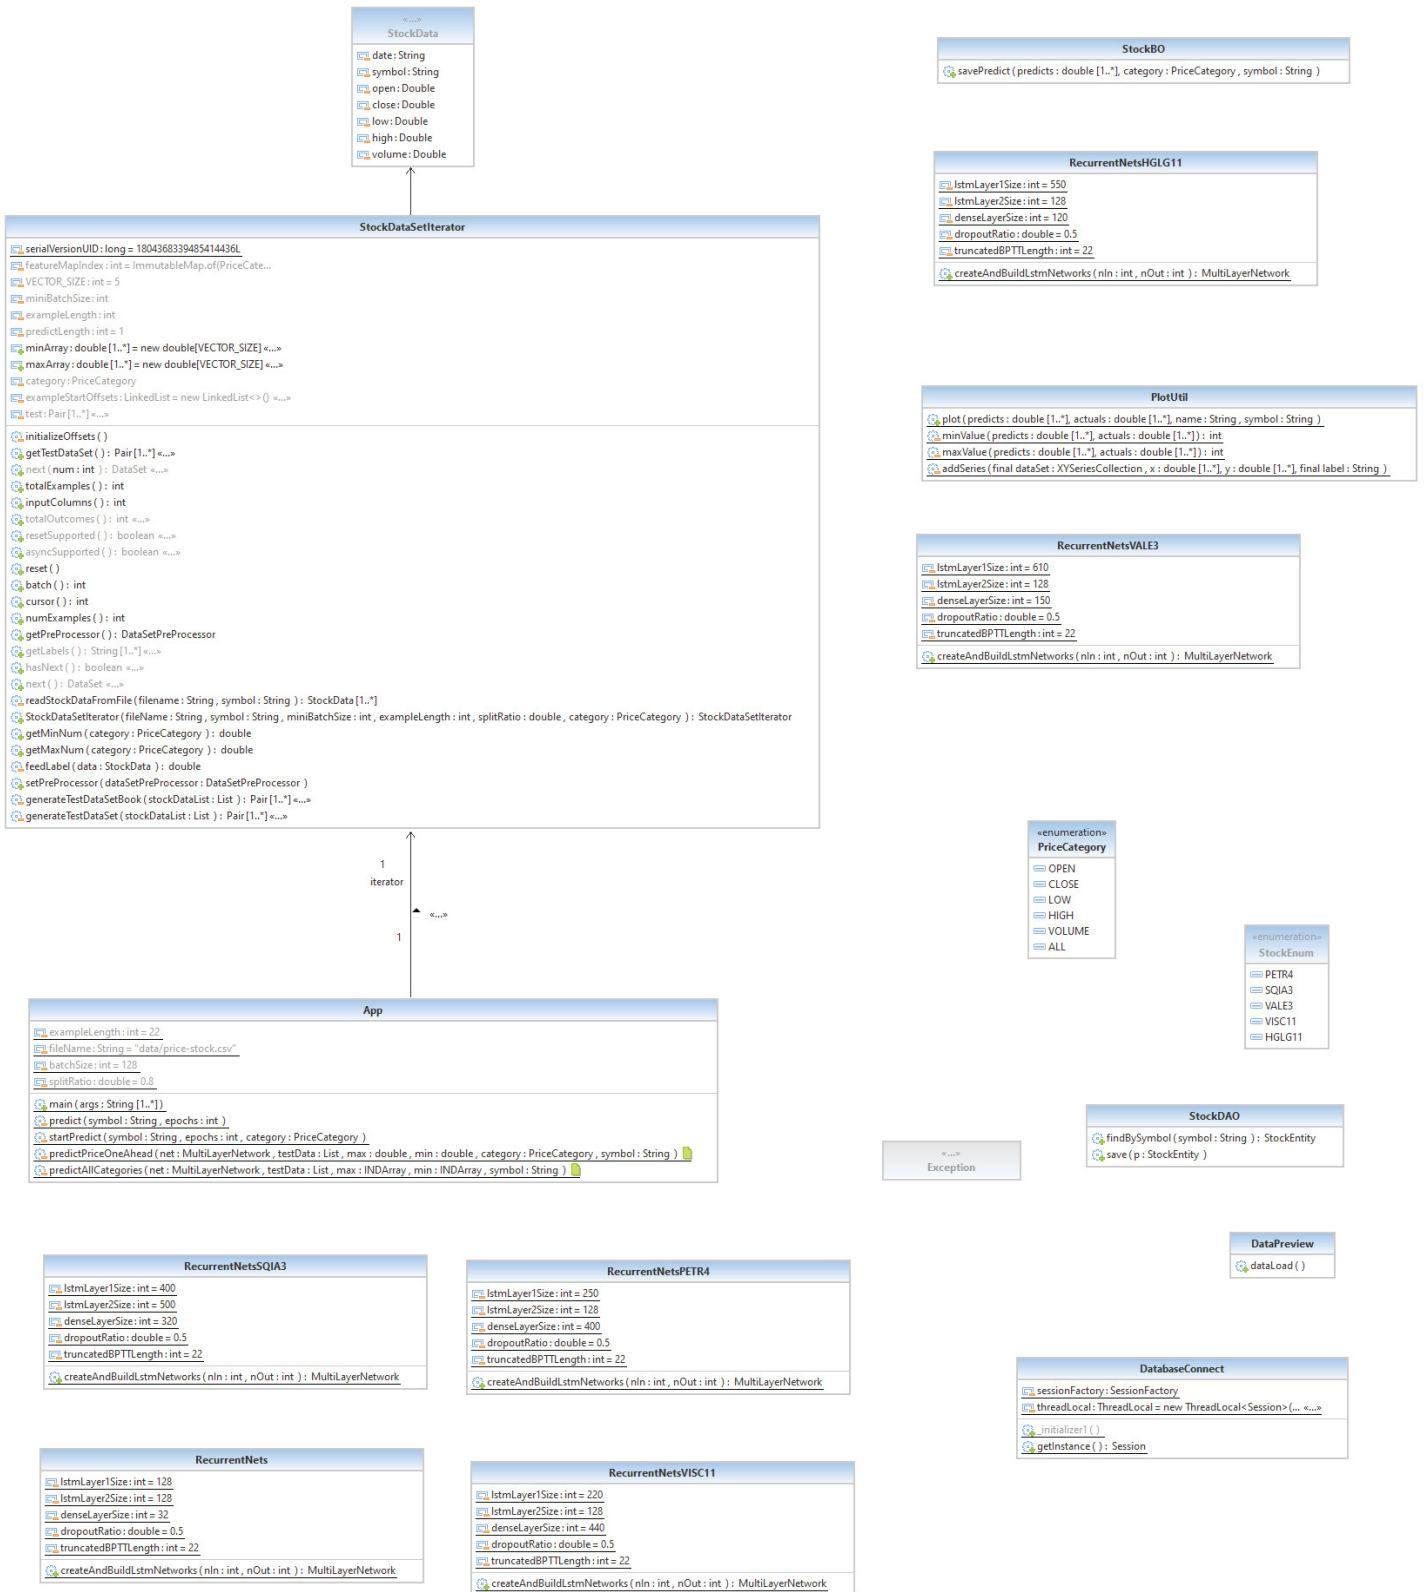 «...»
StockData
date : String
symbol : String
open : Double
close : Double
low : Double
high : Double
volume : Double
StockBO
savePredict ( predicts : double [1..*], category : PriceCategory , symbol : String )
RecurrentNetsHGLG11
lstmLayer1Size : int = 550
lstmLayer2Size : int = 128
denseLayerSize : int = 120
dropoutRatio : double = 0.5
truncatedBPTTLength : int = 22
createAndBuildLstmNetworks ( nIn : int , nOut : int ) : MultiLayerNetwork
StockDataSetIterator
serialVersionUID : long = 1804368339485414436L
featureMapIndex : int = ImmutableMap.of(PriceCate...
VECTOR_SIZE : int = 5
miniBatchSize : int
exampleLength : int
predictLength : int = 1
minArray : double [1..*] = new double[VECTOR_SIZE] «...»
maxArray : double [1..*] = new double[VECTOR_SIZE] «...»
category : PriceCategory
exampleStartOffsets : LinkedList = new LinkedList<>() «...»
test : Pair [1..*] «...»
initializeOffsets ( )
getTestDataSet ( ) : Pair [1..*] «...»
next ( num : int ) : DataSet «...»
totalExamples ( ) : int
inputColumns ( ) : int
totalOutcomes ( ) : int «...»
resetSupported ( ) : boolean «...»
asyncSupported ( ) : boolean «...»
reset ( )
batch ( ) : int
cursor ( ) : int
numExamples ( ) : int
getPreProcessor ( ) : DataSetPreProcessor
getLabels ( ) : String [1..*] «...»
hasNext ( ) : boolean «...»
next ( ) : DataSet «...»
readStockDataFromFile ( filename : String , symbol : String ) : StockData [1..*]
StockDataSetIterator ( fileName : String , symbol : String , miniBatchSize : int , exampleLength : int , splitRatio : double , category : PriceCategory ) : StockDataSetIterator
getMinNum ( category : PriceCategory ) : double
getMaxNum ( category : PriceCategory ) : double
feedLabel ( data : StockData ) : double
setPreProcessor ( dataSetPreProcessor : DataSetPreProcessor )
generateTestDataSetBook ( stockDataList : List ) : Pair [1..*] «...»
generateTestDataSet ( stockDataList : List ) : Pair [1..*] «...»
PlotUtil
plot ( predicts : double [1..*], actuals : double [1..*], name : String , symbol : String )
minValue ( predicts : double [1..*], actuals : double [1..*] ) : int
maxValue ( predicts : double [1..*], actuals : double [1..*] ) : int
addSeries ( final dataSet : XYSeriesCollection , x : double [1..*], y : double [1..*], final label : String )
RecurrentNetsVALE3
lstmLayer1Size : int = 610
lstmLayer2Size : int = 128
denseLayerSize : int = 150
dropoutRatio : double = 0.5
truncatedBPTTLength : int = 22
createAndBuildLstmNetworks ( nIn : int , nOut : int ) : MultiLayerNetwork
1
iterator
«...»
1
«enumeration»
PriceCategory
OPEN
CLOSE
LOW
HIGH
VOLUME
ALL
«enumeration»
StockEnum
PETR4
SQIA3
VALE3
VISC11
HGLG11
App
exampleLength : int = 22
fileName : String = "data/price-stock.csv"
batchSize : int = 128
splitRatio : double = 0.8
main ( args : String [1..*] )
predict ( symbol : String , epochs : int )
startPredict ( symbol : String , epochs : int , category : PriceCategory )
predictPriceOneAhead ( net : MultiLayerNetwork , testData : List , max : double , min : double , category : PriceCategory , symbol : String )
predictAllCategories ( net : MultiLayerNetwork , testData : List , max : INDArray , min : INDArray , symbol : String )
StockDAO
findBySymbol ( symbol : String ) : StockEntity
save ( p : StockEntity )
«...»
Exception
DataPreview
dataLoad ( )
RecurrentNetsSQIA3
lstmLayer1Size : int = 400
lstmLayer2Size : int = 500
denseLayerSize : int = 320
dropoutRatio : double = 0.5
truncatedBPTTLength : int = 22
createAndBuildLstmNetworks ( nIn : int , nOut : int ) : MultiLayerNetwork
RecurrentNetsPETR4
lstmLayer1Size : int = 250
lstmLayer2Size : int = 128
denseLayerSize : int = 400
dropoutRatio : double = 0.5
truncatedBPTTLength : int = 22
createAndBuildLstmNetworks ( nIn : int , nOut : int ) : MultiLayerNetwork
DatabaseConnect
sessionFactory : SessionFactory
threadLocal : ThreadLocal = new ThreadLocal<Session>(... «...»
_initializer1 ( )
getInstance ( ) : Session
RecurrentNets
lstmLayer1Size : int = 128
lstmLayer2Size : int = 128
denseLayerSize : int = 32
dropoutRatio : double = 0.5
truncatedBPTTLength : int = 22
createAndBuildLstmNetworks ( nIn : int , nOut : int ) : MultiLayerNetwork
RecurrentNetsVISC11
lstmLayer1Size : int = 220
lstmLayer2Size : int = 128
denseLayerSize : int = 440
dropoutRatio : double = 0.5
truncatedBPTTLength : int = 22
createAndBuildLstmNetworks ( nIn : int , nOut : int ) : MultiLayerNetwork